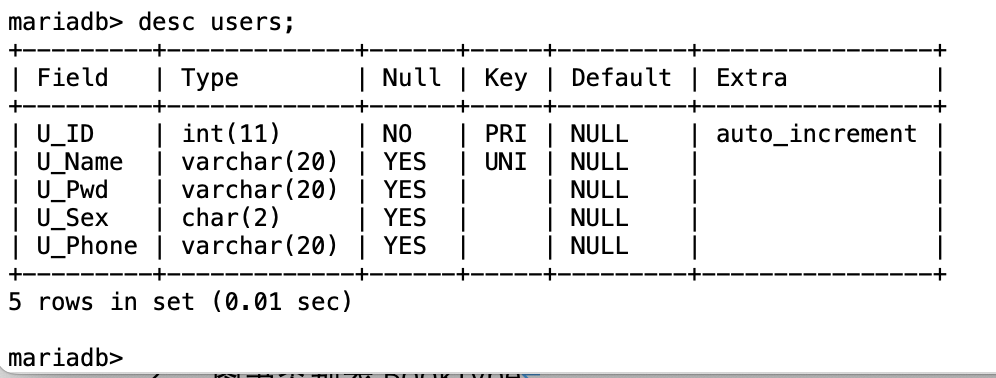 mariadb> desc users;
+---------+-------------+------+-----+---------+----------------+
| Field   | Type        | Null | Key | Default | Extra          |
+---------+-------------+------+-----+---------+----------------+
| U_ID    | int(11)     | NO   | PRI | NULL    | auto_increment |
| U_Name  | varchar(20) | YES  | UNI | NULL    |                |
| U_Pwd   | varchar(20) | YES  |     | NULL    |                |
| U_Sex   | char(2)     | YES  |     | NULL    |                |
| U_Phone | varchar(20) | YES  |     | NULL    |                |
+---------+-------------+------+-----+---------+----------------+
5 rows in set (0.01 sec)
mariadb>